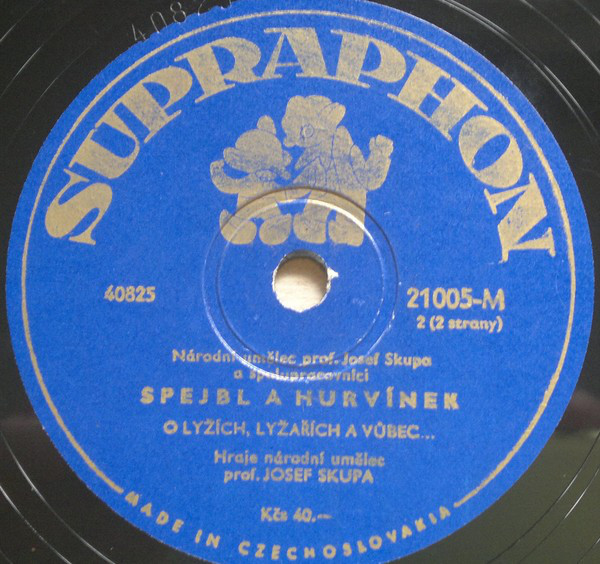 4082
SUPRAPHON
40825
21005-M
2 (2 strany)
Národní umělec prof. Josef Skupa
a spolupracovníci
SPEJBL A HURVÍNEK
O LYŽÍCH, LYŽAŘÍCH A VŮBEC...
Hraje národní umělec
prof. JOSEF SKUPA
Kčs 40.—
MADE IN CZECHOSLOVAKIA